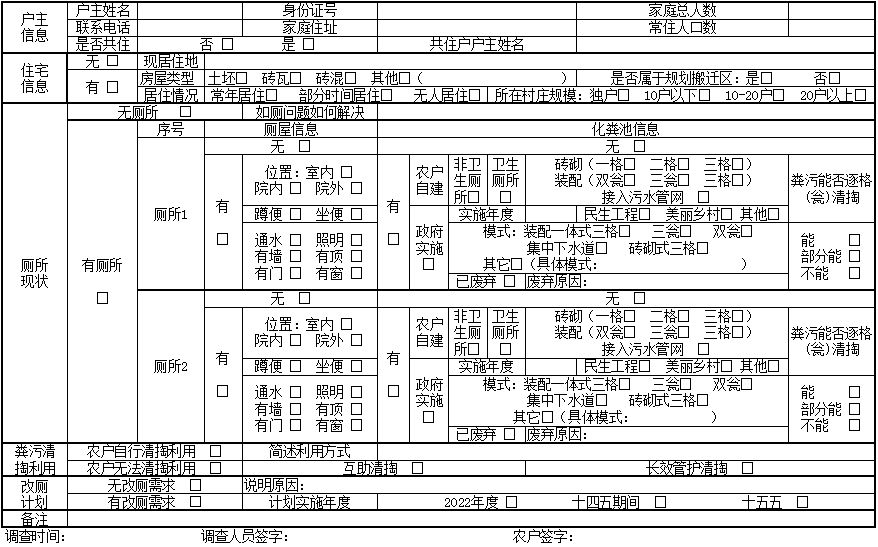 户主信息 户主姓名 身份证号 家庭总人数
联系电话 家庭住址 常住人口数
是否共住 否 □ 是 □ 共住户户主姓名
住宅信息 无 □ 现居住地
有 □ 房屋类型 土坯□ 砖瓦□ 砖混□ 其他□（ ） 是否属于规划搬迁区：是□ 否□
居住情况 常年居住□ 部分时间居住□ 无人居住□ 所在村庄规模：独户□ 10户以下□ 10-20户□ 20户以上□
厕所现状 无厕所 □ 如厕问题如何解决
有厕所 □ 序号 厕屋信息 化粪池信息
厕所1 无 □ 无 □
有 □ 位置：室内 □
院内 □ 院外 □
蹲便 □ 坐便 □
通水 □ 照明 □
有墙 □ 有顶 □
有门 □ 有窗 □
有 □ 农户自建 非卫生厕所□ 卫生厕所□ 砖砌（一格□ 二格□ 三格□）
装配（双瓮□ 三瓮□ 三格□）
接入污水管网 □
政府实施 □ 实施年度 民生工程□ 美丽乡村□ 其他□
模式：装配一体式三格□ 三瓮□ 双瓮□
集中下水道□ 砖砌式三格□
其它□（具体模式： ）
已废弃 □ 废弃原因：
粪污能否逐格(瓮)清掏
能 □
部分能 □
不能 □
厕所2 无 □ 无 □
有 □ 位置：室内 □
院内 □ 院外 □
蹲便 □ 坐便 □
通水 □ 照明 □
有墙 □ 有顶 □
有门 □ 有窗 □
有 □ 农户自建 非卫生厕所□ 卫生厕所□ 砖砌（一格□ 二格□ 三格□）
装配（双瓮□ 三瓮□ 三格□）
接入污水管网 □
政府实施 □ 实施年度 民生工程□ 美丽乡村□ 其他□
模式：装配一体式三格□ 三瓮□ 双瓮□
集中下水道□ 砖砌式三格□
其它□（具体模式： ）
已废弃 □ 废弃原因：
粪污能否逐格(瓮)清掏
能 □
部分能 □
不能 □
粪污清掏利用 农户自行清掏利用 □ 简述利用方式
农户无法清掏利用 □ 互助清掏 □ 长效管护清掏 □
改厕计划 无改厕需求 □ 说明原因：
有改厕需求 □ 计划实施年度 2022年度 □ 十四五期间 □ 十五五 □
备注
调查时间： 调查人员签字： 农户签字：